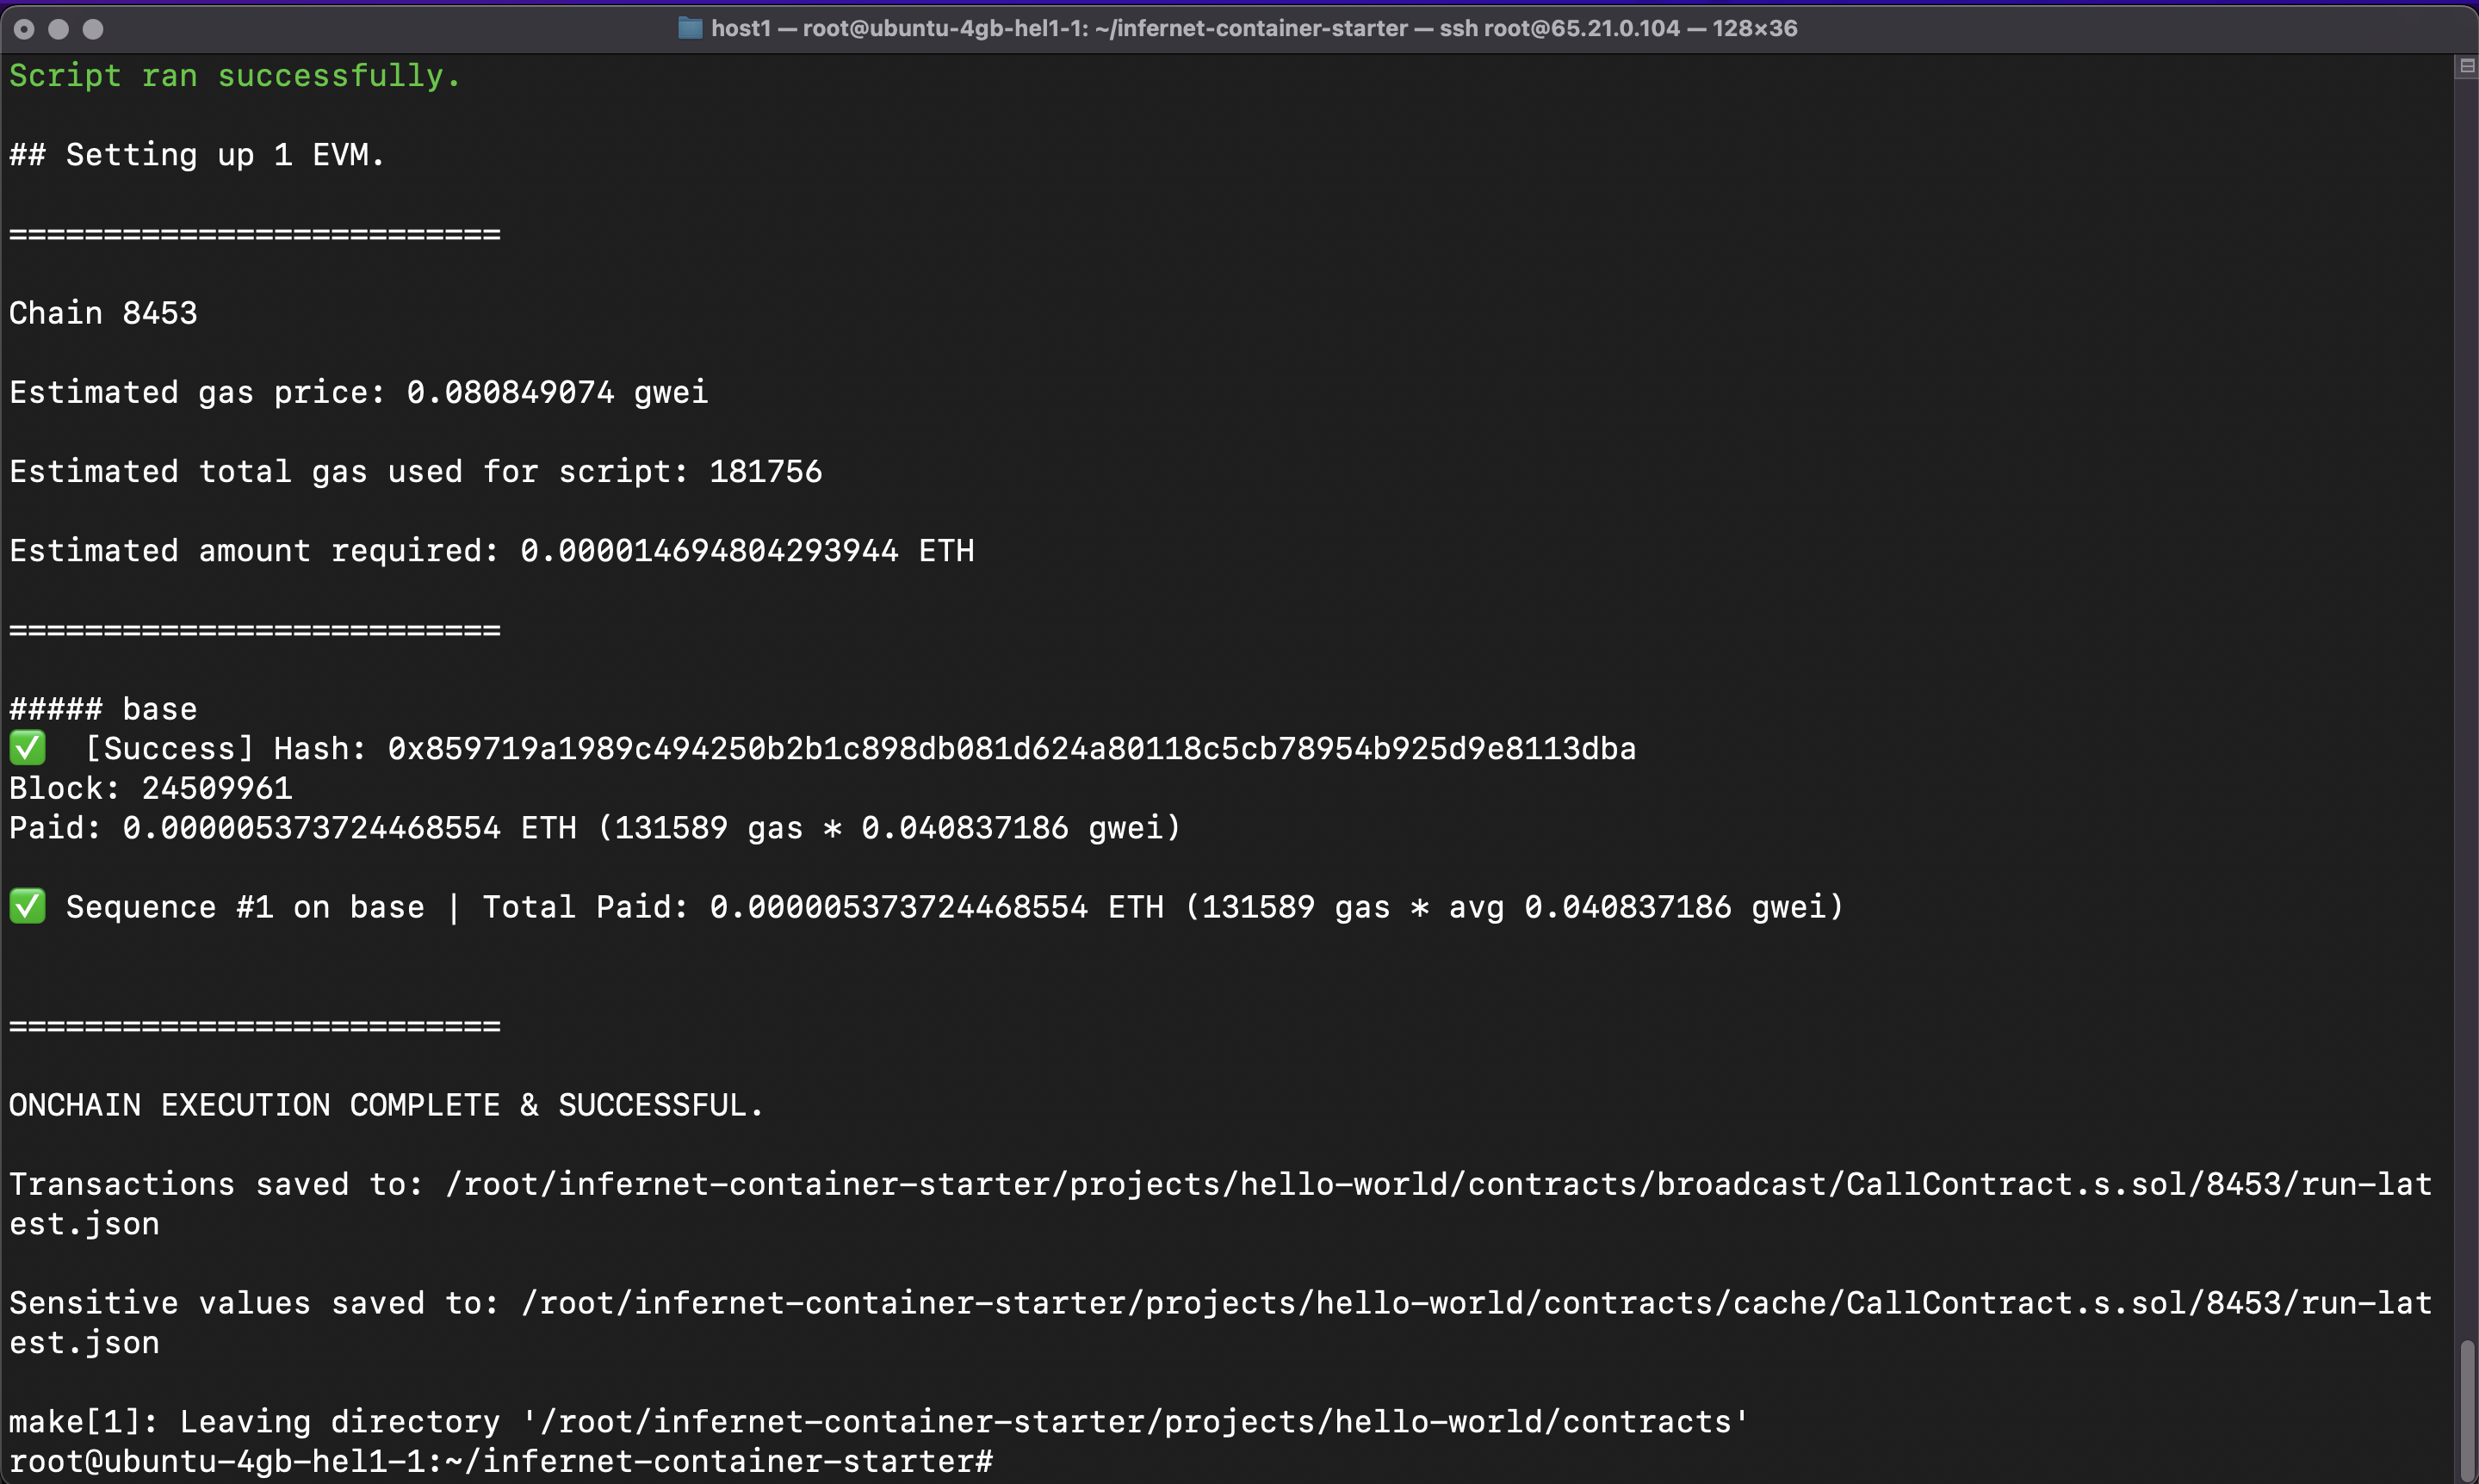 host1 — root@ubuntu-4gb-hel1-1: ~/infernet-container-starter — ssh root@65.21.0.104 — 128×36
Script ran successfully.
## Setting up 1 EVM.
==========================
Chain 8453
Estimated gas price: 0.080849074 gwei
Estimated total gas used for script: 181756
Estimated amount required: 0.000014694804293944 ETH
==========================
##### base
✅  [Success] Hash: 0x859719a1989c494250b2b1c898db081d624a80118c5cb78954b925d9e8113dba
Block: 24509961
Paid: 0.000005373724468554 ETH (131589 gas * 0.040837186 gwei)
✅ Sequence #1 on base | Total Paid: 0.000005373724468554 ETH (131589 gas * avg 0.040837186 gwei)
==========================
ONCHAIN EXECUTION COMPLETE & SUCCESSFUL.
Transactions saved to: /root/infernet-container-starter/projects/hello-world/contracts/broadcast/CallContract.s.sol/8453/run-lat
est.json
Sensitive values saved to: /root/infernet-container-starter/projects/hello-world/contracts/cache/CallContract.s.sol/8453/run-lat
est.json
make[1]: Leaving directory '/root/infernet-container-starter/projects/hello-world/contracts'
root@ubuntu-4gb-hel1-1:~/infernet-container-starter#